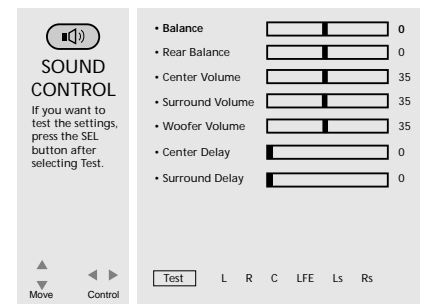 SOUND
CONTROL
If you want to
test the settings,
press the SEL
button after
selecting Test.
Move Control
• Balance 0
• Rear Balance 0
• Center Volume 35
• Surround Volume 35
• Woofer Volume 35
• Center Delay 0
• Surround Delay 0
Test L R C LFE Ls Rs